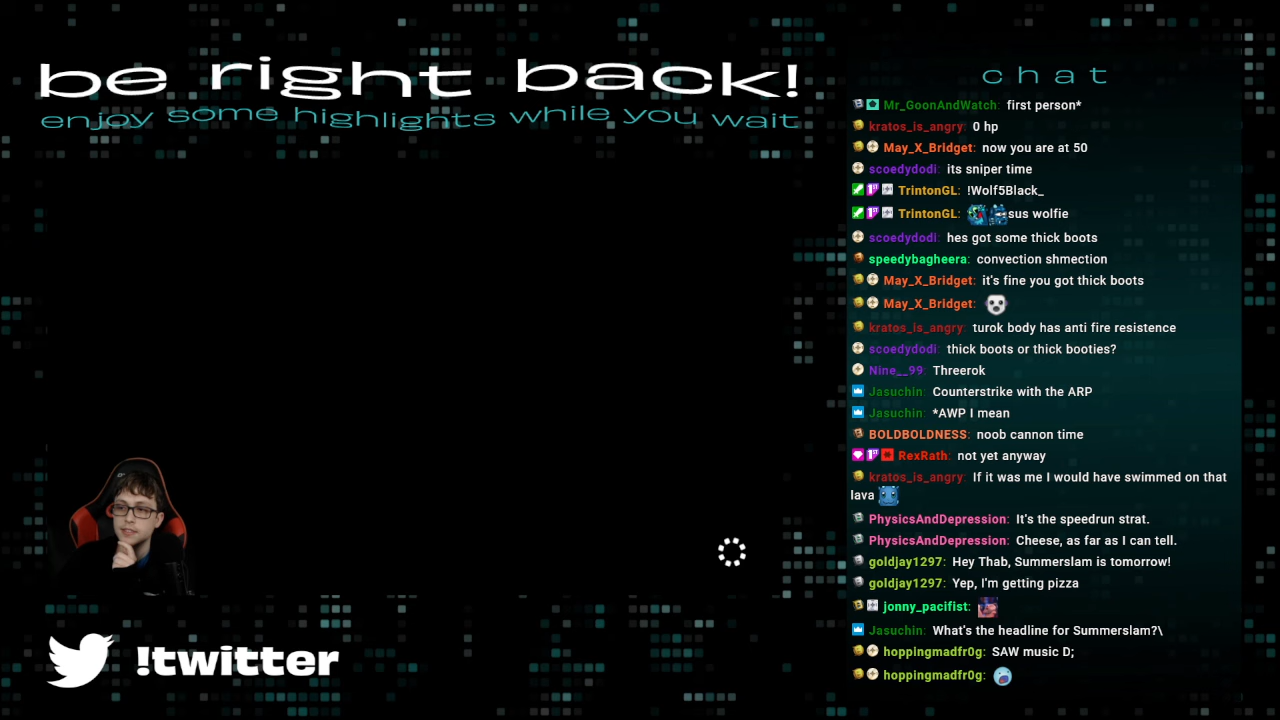 be right back!
enjoy some highlights while you wait
chat
Mr_GoonAndWatch: first person*
kratos_is_angry: 0 hp
May_X_Bridget: now you are at 50
scoedydodi: its sniper time
TrintonGL: !Wolf5Black_
TrintonGL: sus wolfie
scoedydodi: hes got some thick boots
speedybagheera: convection shmection
May_X_Bridget: it's fine you got thick boots
May_X_Bridget:
kratos_is_angry: turok body has anti fire resistence
scoedydodi: thick boots or thick booties?
Nine__99: Threerok
Jasuchin: Counterstrike with the ARP
Jasuchin: *AWP I mean
BOLDBOLDNESS: noob cannon time
RexRath: not yet anyway
kratos_is_angry: If it was me I would have swimmed on that
lava
PhysicsAndDepression: It's the speedrun strat.
PhysicsAndDepression: Cheese, as far as I can tell.
goldjay1297: Hey Thab, Summerslam is tomorrow!
goldjay1297: Yep, I'm getting pizza
jonny_pacifist:
Jasuchin: What's the headline for Summerslam?\
hoppingmadfr0g: SAW music D;
hoppingmadfr0g:
!twitter